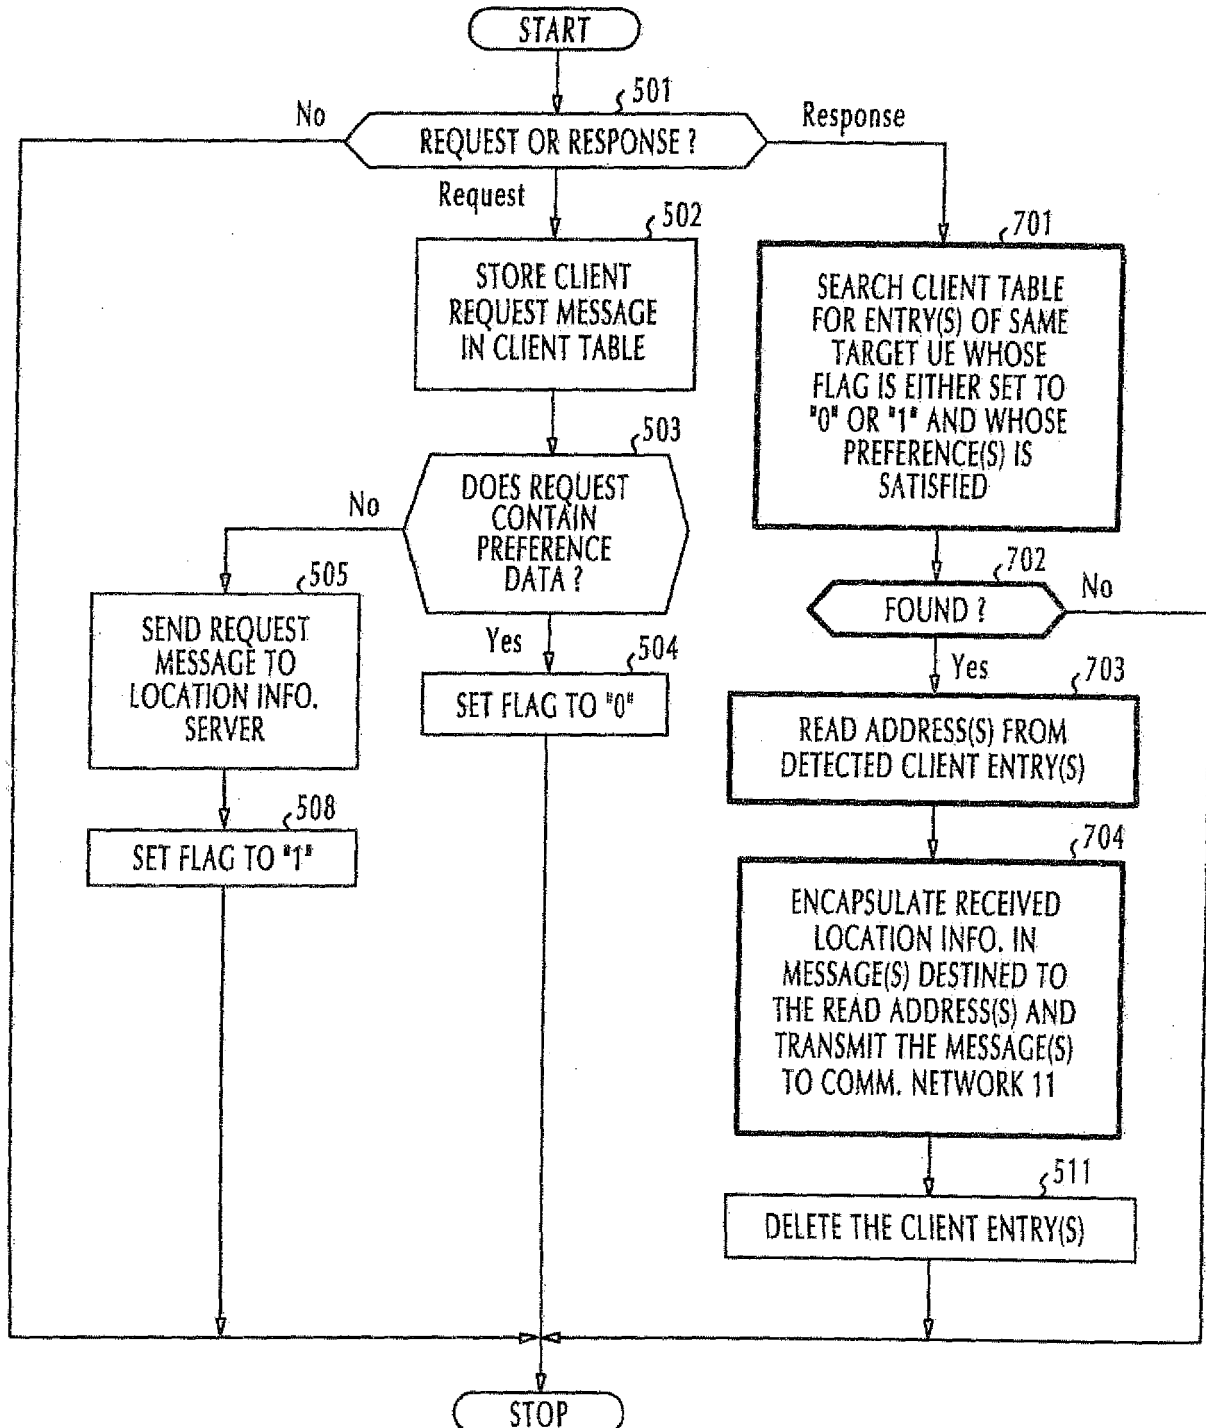 START
501
No
REQUEST OR RESPONSE ?
Response
Request
502
STORE CLIENT
REQUEST MESSAGE
IN CLIENT TABLE
701
SEARCH CLIENT TABLE
FOR ENTRY(S) OF SAME
TARGET UE WHOSE
FLAG IS EITHER SET TO
"0" OR "1" AND WHOSE
PREFERENCE(S) IS
SATISFIED
503
DOES REQUEST
CONTAIN
PREFERENCE
DATA ?
No
Yes
505
SEND REQUEST
MESSAGE TO
LOCATION INFO.
SERVER
504
SET FLAG TO "0"
508
SET FLAG TO "1"
702
FOUND ?
No
Yes
703
READ ADDRESS(S) FROM
DETECTED CLIENT ENTRY(S)
704
ENCAPSULATE RECEIVED
LOCATION INFO. IN
MESSAGE(S) DESTINED TO
THE READ ADDRESS(S) AND
TRANSMIT THE MESSAGE(S)
TO COMM. NETWORK 11
511
DELETE THE CLIENT ENTRY(S)
STOP